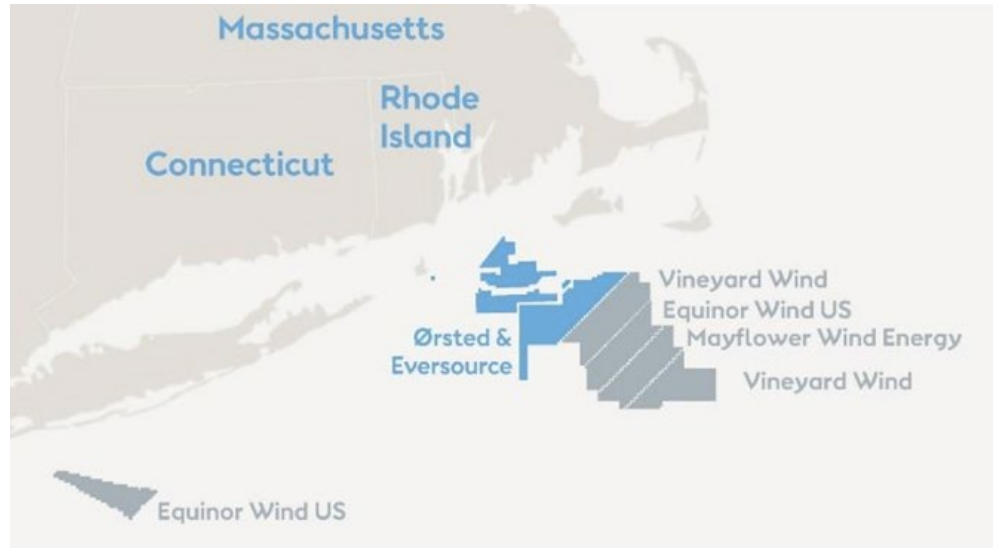 Massachusetts
Rhode
Island
Connecticut
Vineyard Wind
Equinor Wind US
Ørsted &
Mayflower Wind Energy
Eversource
Vineyard Wind
Equinor Wind US